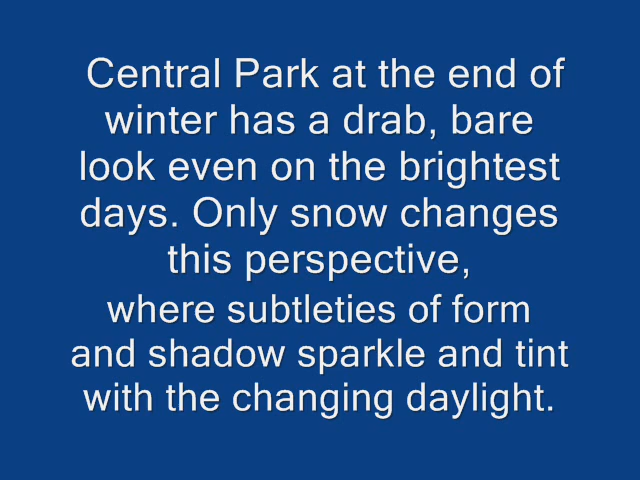 Central Park at the end of
winter has a drab, bare
look even on the brightest
days. Only snow changes
this perspective,
where subtleties of form
and shadow sparkle and tint
with the changing daylight.